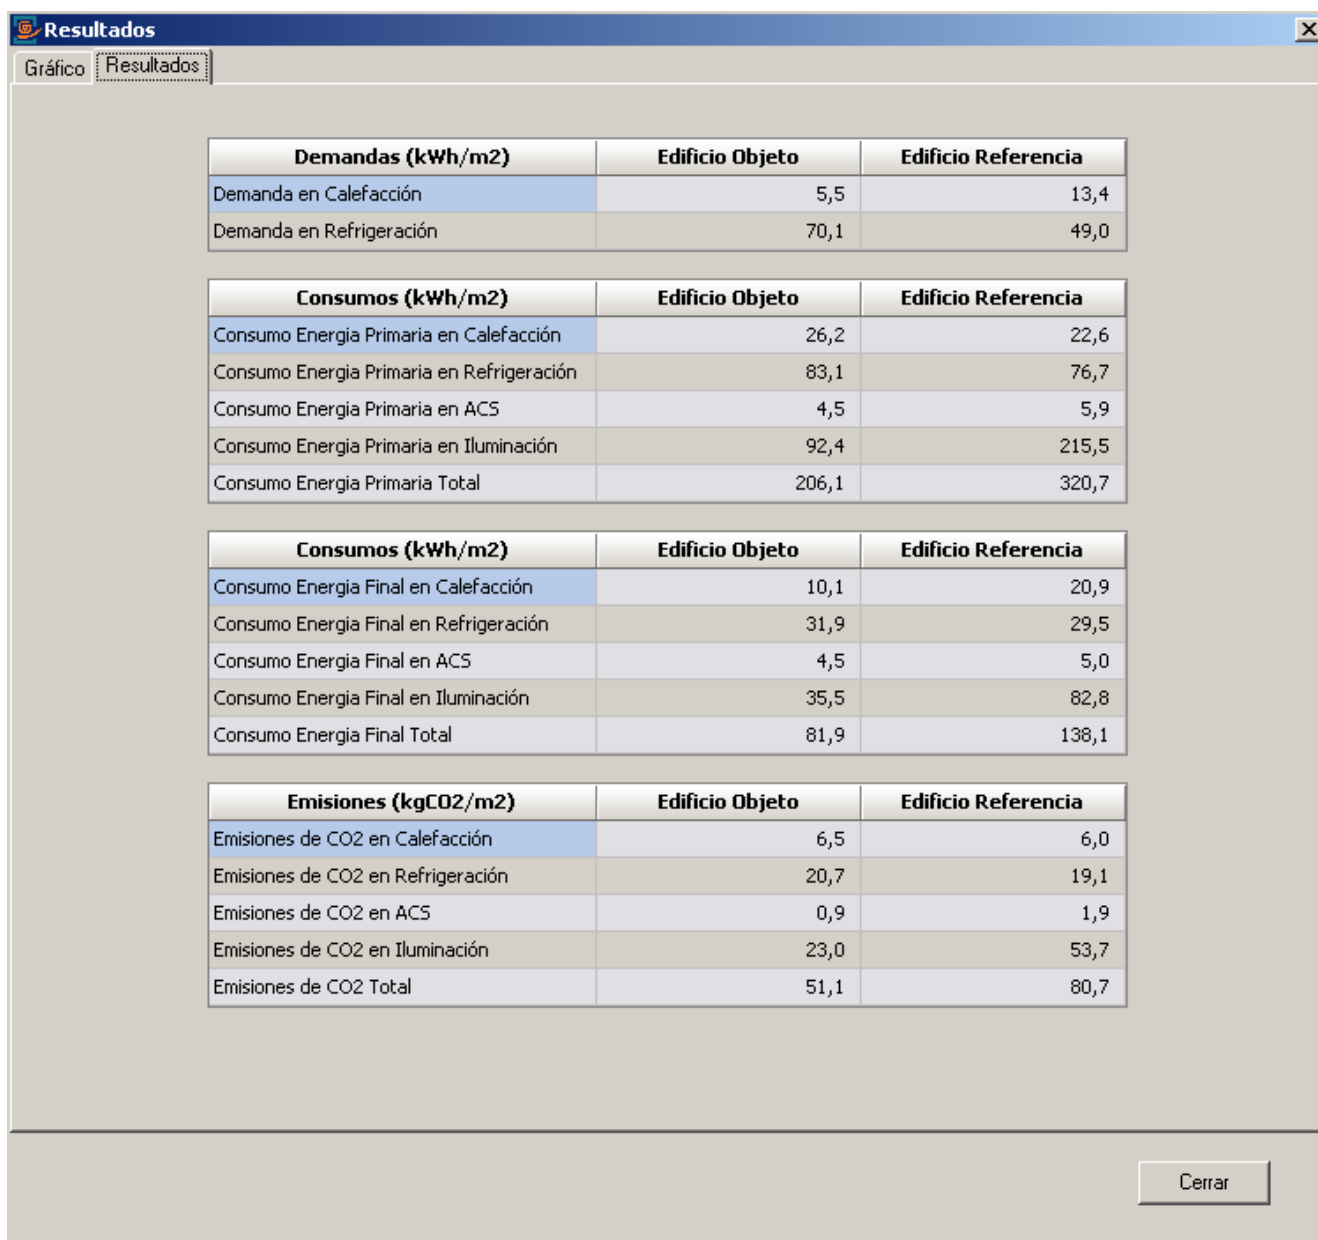 Resultados
Gráfico Resultados
Demandas (kWh/m2) Edificio Objeto Edificio Referencia
Demanda en Calefacción 5,5 13,4
Demanda en Refrigeración 70,1 49,0
Consumos (kWh/m2) Edificio Objeto Edificio Referencia
Consumo Energia Primaria en Calefacción 26,2 22,6
Consumo Energia Primaria en Refrigeración 83,1 76,7
Consumo Energia Primaria en ACS 4,5 5,9
Consumo Energia Primaria en Iluminación 92,4 215,5
Consumo Energia Primaria Total 206,1 320,7
Consumos (kWh/m2) Edificio Objeto Edificio Referencia
Consumo Energia Final en Calefacción 10,1 20,9
Consumo Energia Final en Refrigeración 31,9 29,5
Consumo Energia Final en ACS 4,5 5,0
Consumo Energia Final en Iluminación 35,5 82,8
Consumo Energia Final Total 81,9 138,1
Emisiones (kgCO2/m2) Edificio Objeto Edificio Referencia
Emisiones de CO2 en Calefacción 6,5 6,0
Emisiones de CO2 en Refrigeración 20,7 19,1
Emisiones de CO2 en ACS 0,9 1,9
Emisiones de CO2 en Iluminación 23,0 53,7
Emisiones de CO2 Total 51,1 80,7
Cerrar